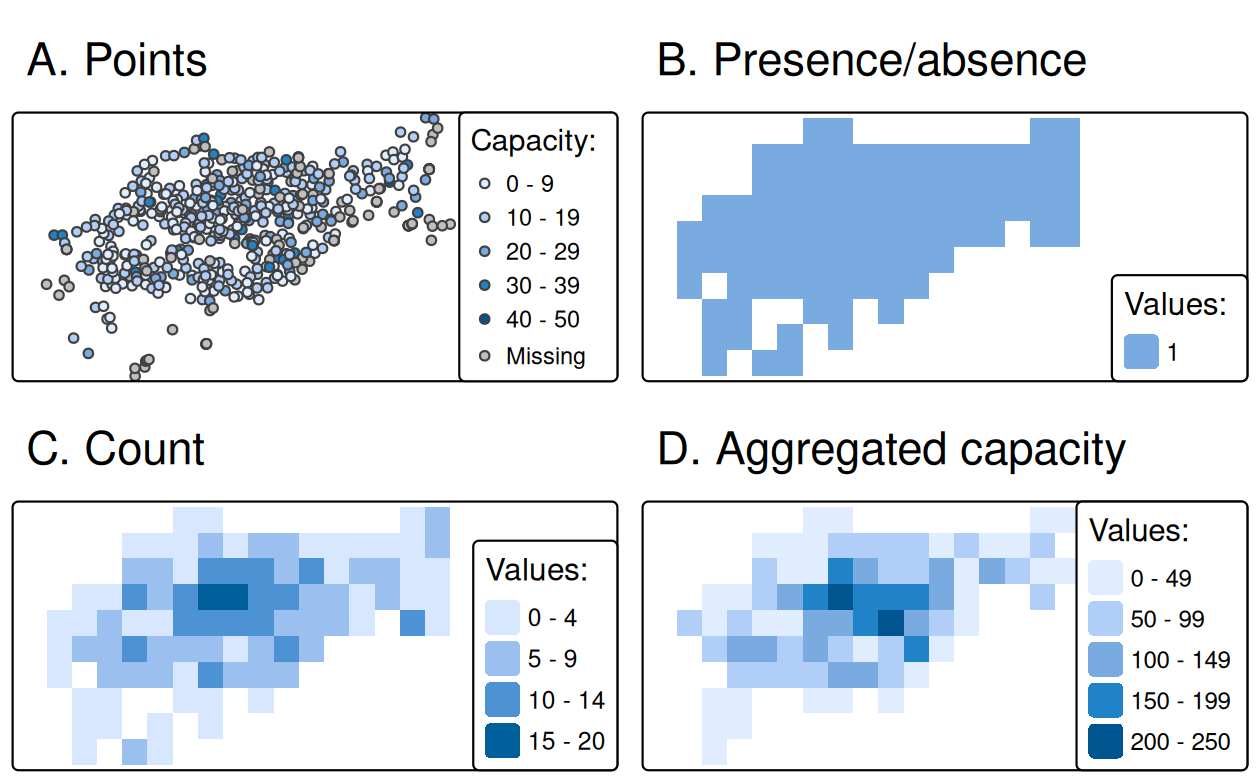 A. Points
Capacity:
0 - 9
10 - 19
20 - 29
30 - 39
40 - 50
Missing
B. Presence/absence
Values:
1
C. Count
Values:
0 - 4
5 - 9
10 - 14
15 - 20
D. Aggregated capacity
Values:
0 - 49
50 - 99
100 - 149
150 - 199
200 - 250